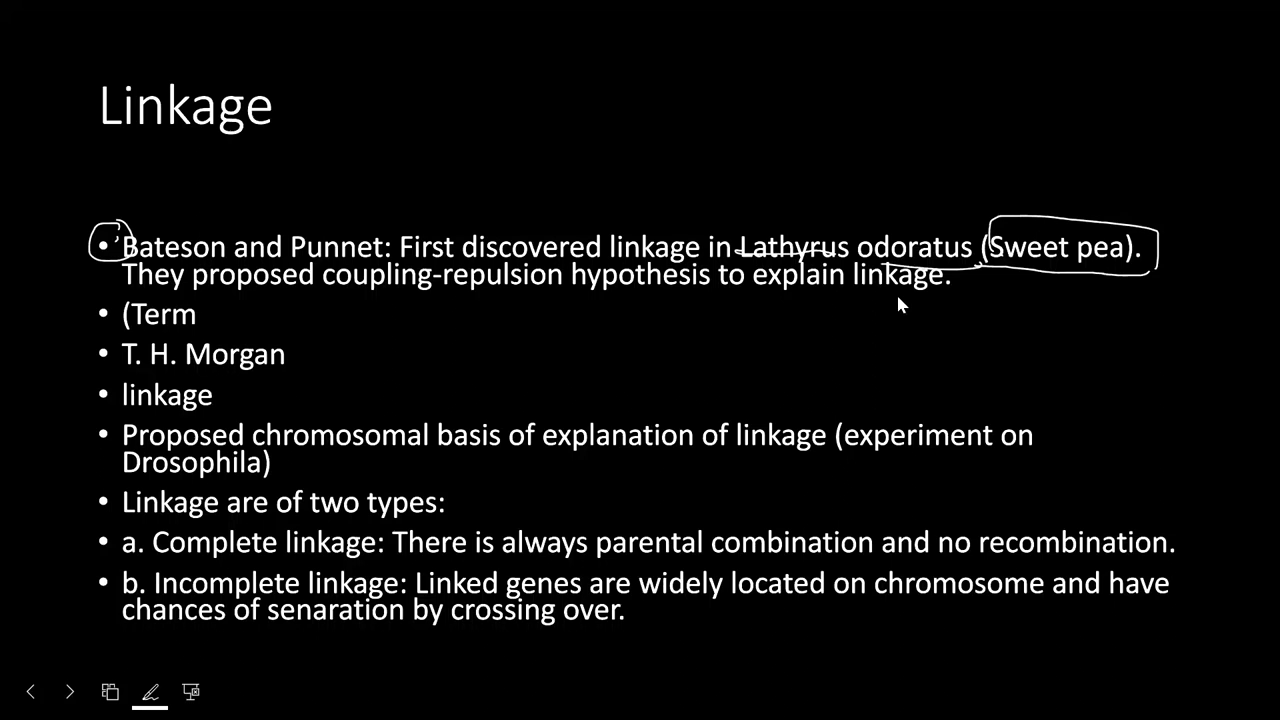 Linkage
• Bateson and Punnet: First discovered linkage in Lathyrus odoratus (Sweet pea).
They proposed coupling-repulsion hypothesis to explain linkage.
• (Term
• T. H. Morgan
• linkage
• Proposed chromosomal basis of explanation of linkage (experiment on
Drosophila)
• Linkage are of two types:
• a. Complete linkage: There is always parental combination and no recombination.
• b. Incomplete linkage: Linked genes are widely located on chromosome and have
chances of senaration by crossing over.